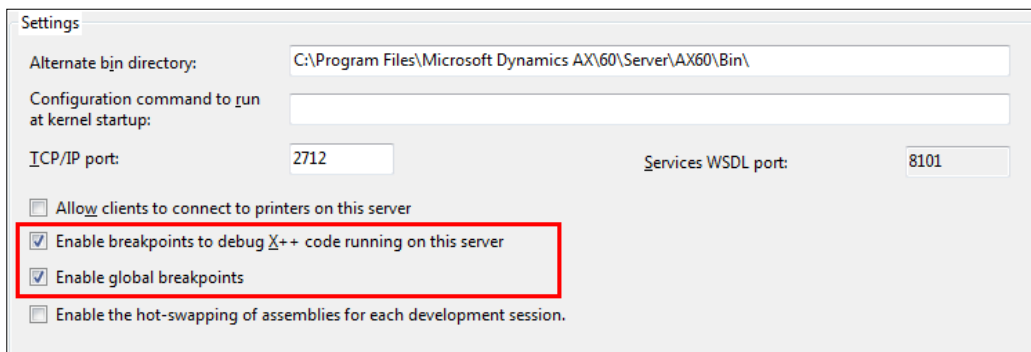 Settings
Alternate bin directory: C:\Program Files\Microsoft Dynamics AX\60\Server\AX60\Bin\
Configuration command to run
at kernel startup:
TCP/IP port: 2712 Services WSDL port: 8101
Allow clients to connect to printers on this server
Enable breakpoints to debug X++ code running on this server
Enable global breakpoints
Enable the hot-swapping of assemblies for each development session.